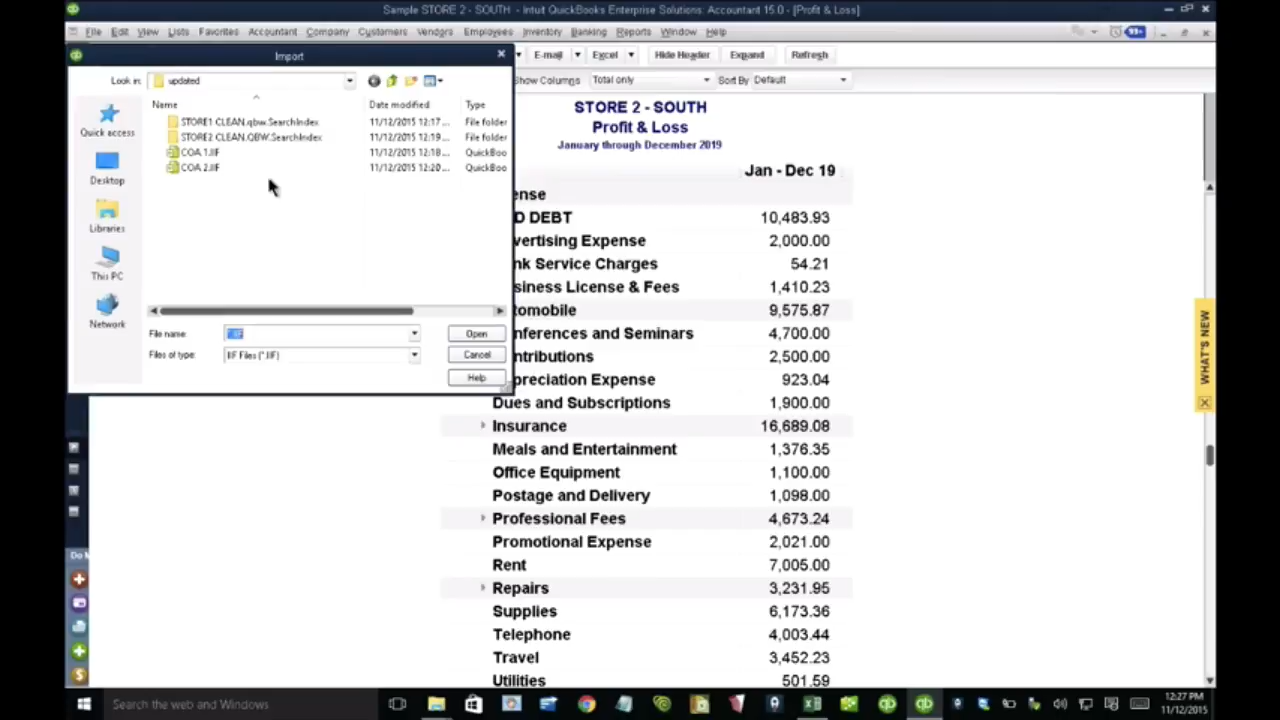 Sample STORE 2 - SOUTH - Intuit QuickBooks Enterprise Solutions: Accountant 15.0 - [Profit & Loss]
File Edit View Lists Favorites Accountant Company Customers Vendors Employees Inventory Banking Reports Window Help
Import
E-mail Excel Hide Header Expand Refresh
Look in: updated
Show Columns Total only Sort By Default
Name Date modified Type
STORE1 CLEAN.qbw.SearchIndex 11/12/2015 12:17... File folder
STORE2 CLEAN.QBW.SearchIndex 11/12/2015 12:19... File folder
COA 1.IIF 11/12/2015 12:18... QuickBoo
COA 2.IIF 11/12/2015 12:20... QuickBoo
Quick access
Desktop
Libraries
This PC
Network
File name: *.IIF Open
Files of type: IIF Files (*.IIF) Cancel
Help
STORE 2 - SOUTH
Profit & Loss
January through December 2019
Jan - Dec 19
ense
D DEBT 10,483.93
vertising Expense 2,000.00
nk Service Charges 54.21
siness License & Fees 1,410.23
tomobile 9,575.87
nferences and Seminars 4,700.00
ntributions 2,500.00
preciation Expense 923.04
Dues and Subscriptions 1,900.00
Insurance 16,689.08
Meals and Entertainment 1,376.35
Office Equipment 1,100.00
Postage and Delivery 1,098.00
Professional Fees 4,673.24
Promotional Expense 2,021.00
Rent 7,005.00
Repairs 3,231.95
Supplies 6,173.36
Telephone 4,003.44
Travel 3,452.23
Utilities 501.59
WHAT'S NEW
Do M
Search the web and Windows
12:27 PM
11/12/2015